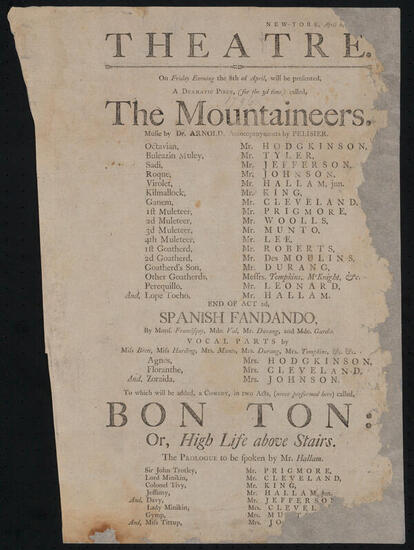 NEW-YORK, April
THEATRE.
On Friday Evening the 8th of April, will be presented,
A DRAMATIC PIECE, (for the 3d time,) called,
The Mountaineers.
Music by Dr. ARNOLD. Accompanyments by PELISIER.
Octavian, Mr. HODGKINSON,
Buleazin Muley, Mr. TYLER,
Sadi, Mr. JEFFERSON,
Roque, Mr. JOHNSON,
Virolet, Mr. HALLAM, jun.
Kilmallock, Mr. KING,
Ganem, Mr. CLEVELAND,
1st Muleteer, Mr. PRIGMORE,
2d Muleteer, Mr. WOOLLS,
3d Muleteer, Mr. MUNTO,
4th Muleteer, Mr. LEE,
1st Goatherd, Mr. ROBERTS,
2d Goatherd, Mr. Des MOULINS,
Goatherd's Son, Mr. DURANG,
Other Goatherds, Messrs. Tompkins, M'Knight, &c.
Perequillo, Mr. LEONARD,
And, Lope Tocho, Mr. HALLAM.
END OF ACT 2d,
SPANISH FANDANDO,
By Mons. Francisquy, Mde. Val, Mr. Durang, and Mde. Gardie.
VOCAL PARTS by
Miss Brett, Miss Harding, Mrs. Munto, Mrs. Durang, Mrs. Tompkins, &c. &c.
Agnes, Mrs. HODGKINSON,
Floranthe, Mrs. CLEVELAND,
And, Zoraida, Mrs. JOHNSON.
To which will be added, a COMEDY, in two Acts, (never performed here) called,
BON TON:
Or, High Life above Stairs.
The PROLOGUE to be spoken by Mr. Hallam.
Sir John Trotley, Mr. PRIGMORE,
Lord Minikin, Mr. CLEVELAND,
Colonel Tivy, Mr. KING,
Jessamy, Mr. HALLAM, jun.
And, Davy, Mr. JEFFERSON
Lady Minikin, Mrs. CLEVEL
Gymp, Mrs. MU
And, Miss Tittup, Mrs. JO